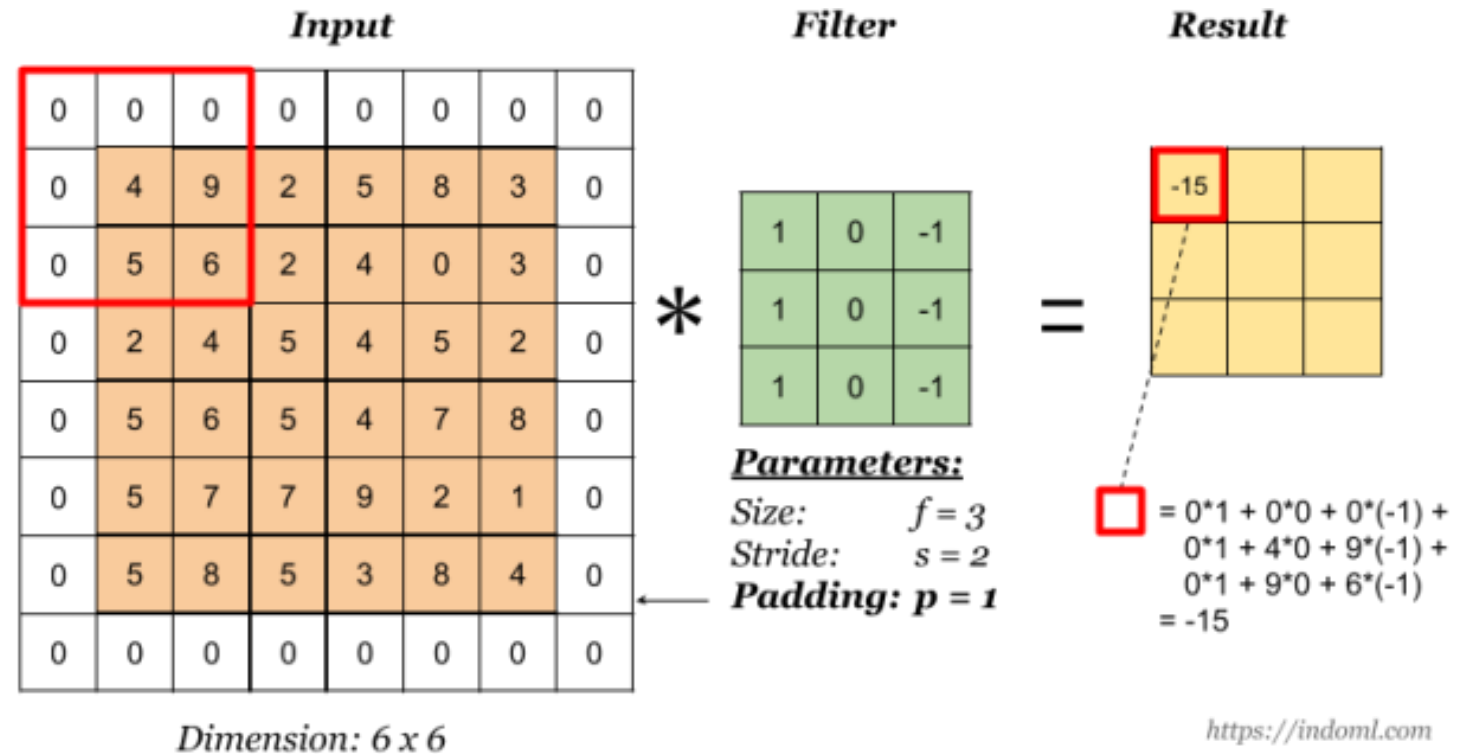 Input
Filter
Result
0 0 0 0 0 0 0 0
0 4 9 2 5 8 3 0
0 5 6 2 4 0 3 0
0 2 4 5 4 5 2 0
0 5 6 5 4 7 8 0
0 5 7 7 9 2 1 0
0 5 8 5 3 8 4 0
0 0 0 0 0 0 0 0
Dimension: 6 x 6
*
1 0 -1
1 0 -1
1 0 -1
Parameters:
Size: f = 3
Stride: s = 2
Padding: p = 1
=
-15
= 0*1 + 0*0 + 0*(-1) +
0*1 + 4*0 + 9*(-1) +
0*1 + 9*0 + 6*(-1)
= -15
https://indoml.com